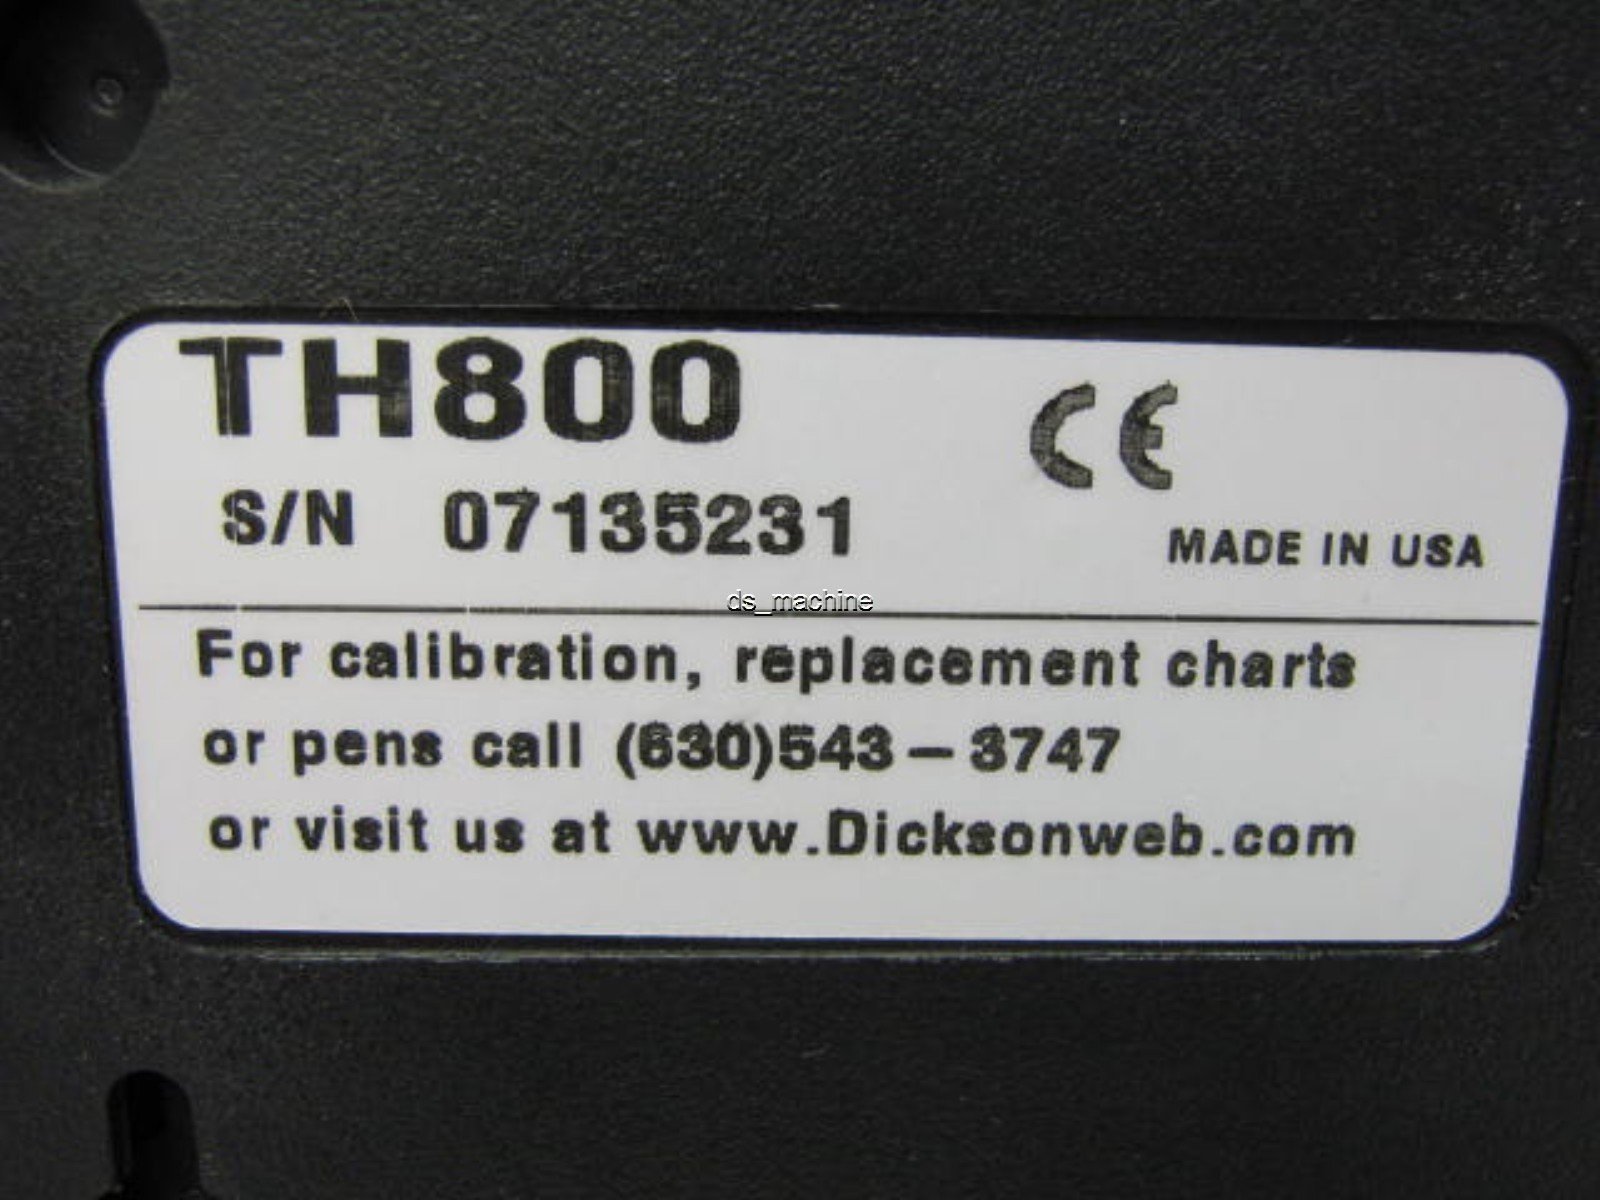 TH800
CE
S/N 07135231
MADE IN USA
ds_machine
For calibration, replacement charts
or pens call (630)543-3747
or visit us at www.Dicksonweb.com